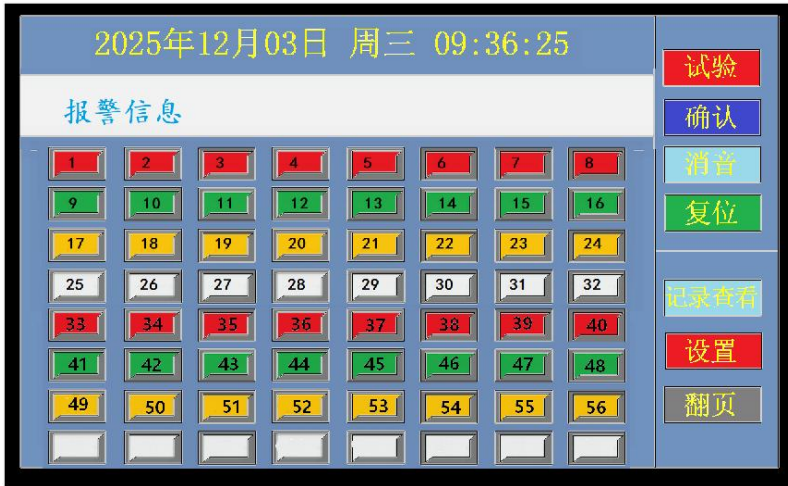 2025年12月03日 周三 09:36:25
报警信息
1 2 3 4 5 6 7 8
9 10 11 12 13 14 15 16
17 18 19 20 21 22 23 24
25 26 27 28 29 30 31 32
33 34 35 36 37 38 39 40
41 42 43 44 45 46 47 48
49 50 51 52 53 54 55 56
试验
确认
消音
复位
记录查看
设置
翻页